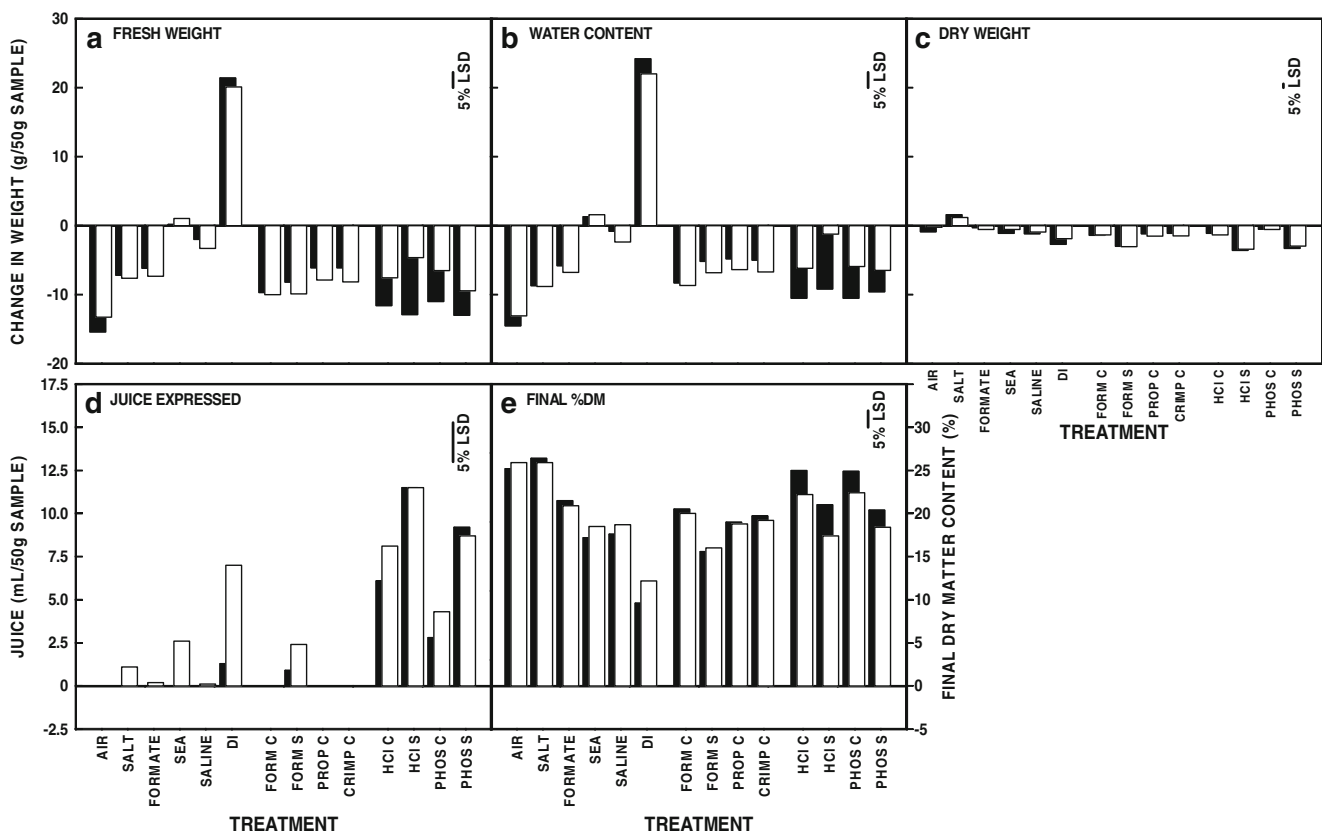 CHANGE IN WEIGHT (g/50g SAMPLE)
30
20
10
0
-10
-20
a FRESH WEIGHT
5% LSD
b WATER CONTENT
5% LSD
c DRY WEIGHT
5% LSD
AIR
SALT
FORMATE
SEA
SALINE
DI
FORM C
FORM S
PROP C
CRIMP C
HCl C
HCl S
PHOS C
PHOS S
TREATMENT
JUICE (mL/50g SAMPLE)
17.5
15.0
12.5
10.0
7.5
5.0
2.5
0
-2.5
d JUICE EXPRESSED
5% LSD
e FINAL %DM
5% LSD
30
25
20
15
10
5
0
-5
FINAL DRY MATTER CONTENT (%)
AIR
SALT
FORMATE
SEA
SALINE
DI
FORM C
FORM S
PROP C
CRIMP C
HCl C
HCl S
PHOS C
PHOS S
TREATMENT
AIR
SALT
FORMATE
SEA
SALINE
DI
FORM C
FORM S
PROP C
CRIMP C
HCl C
HCl S
PHOS C
PHOS S
TREATMENT